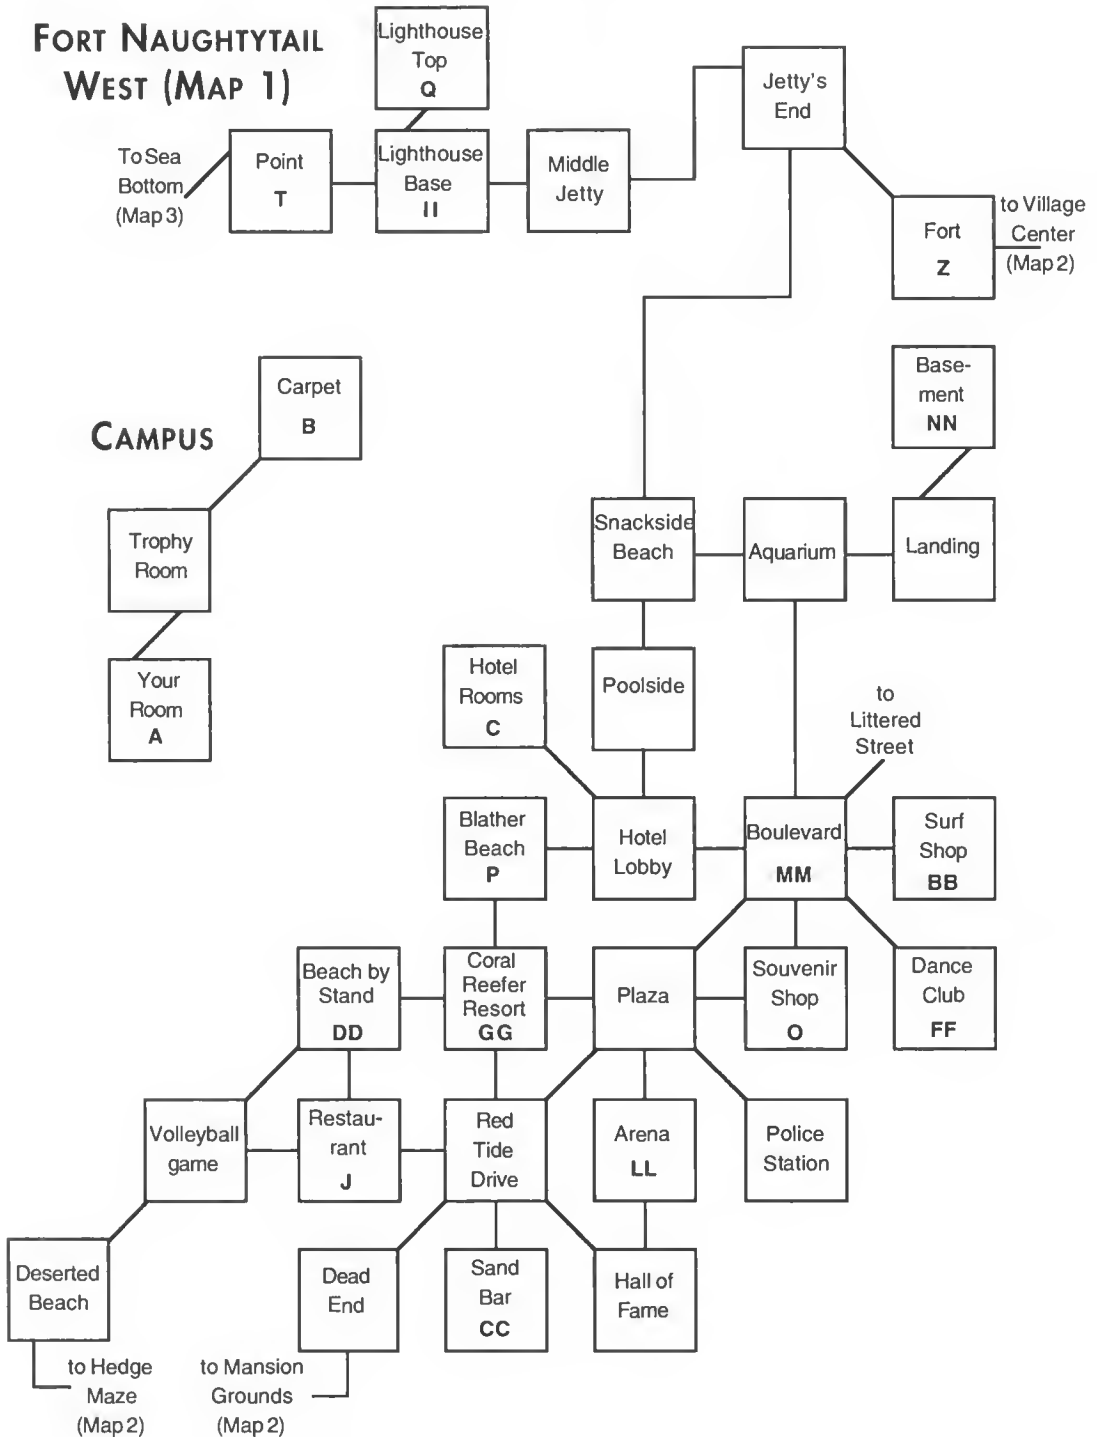 FORT NAUGHTYTAIL
WEST (MAP 1)
Lighthouse
Top
Q
Jetty's
End
To Sea
Bottom
(Map 3)
Point
T
Lighthouse
Base
II
Middle
Jetty
Fort
Z
to Village
Center
(Map 2)
Carpet
B
Base-
ment
NN
CAMPUS
Trophy
Room
Snackside
Beach
Aquarium
Landing
Your
Room
A
Hotel
Rooms
C
Poolside
to
Littered
Street
Blather
Beach
P
Hotel
Lobby
Boulevard
MM
Surf
Shop
BB
Beach by
Stand
DD
Coral
Reefer
Resort
GG
Plaza
Souvenir
Shop
O
Dance
Club
FF
Volleyball
game
Restau-
rant
J
Red
Tide
Drive
Arena
LL
Police
Station
Deserted
Beach
Dead
End
Sand
Bar
CC
Hall of
Fame
to Hedge
Maze
(Map 2)
to Mansion
Grounds
(Map 2)